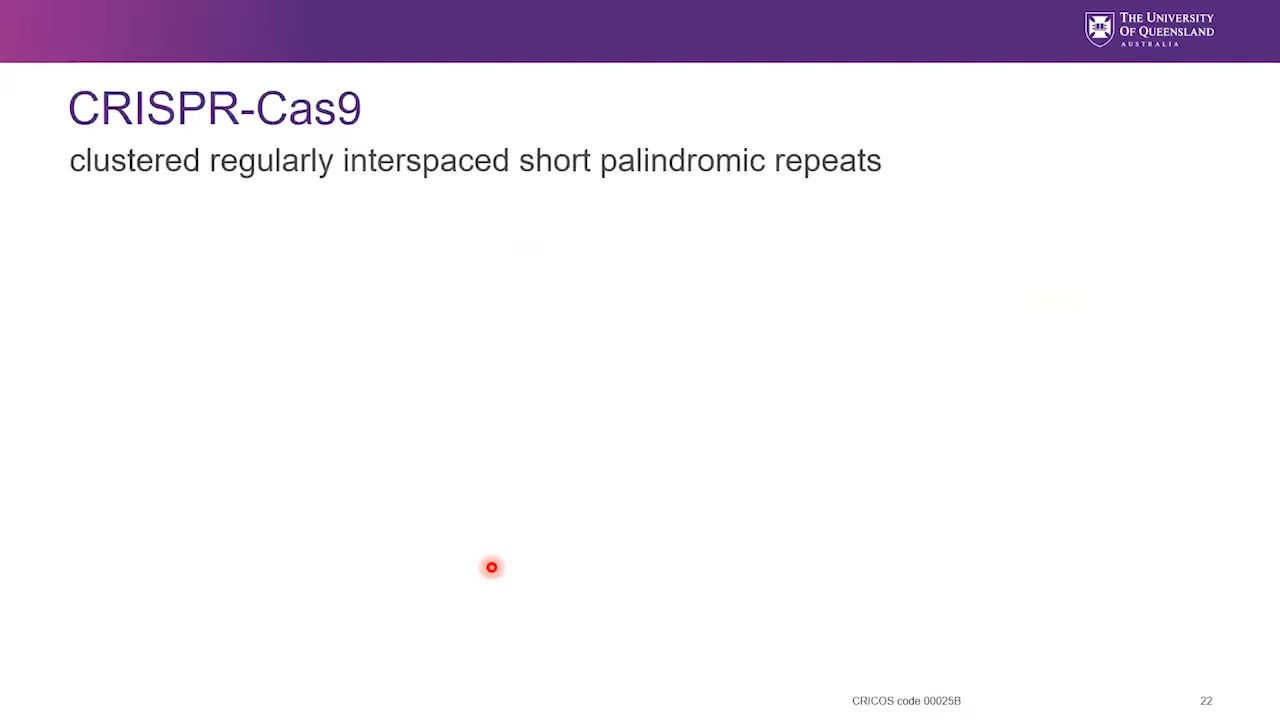 THE UNIVERSITY
OF QUEENSLAND
AUSTRALIA
CRISPR-Cas9
clustered regularly interspaced short palindromic repeats
CRICOS code 00025B
22